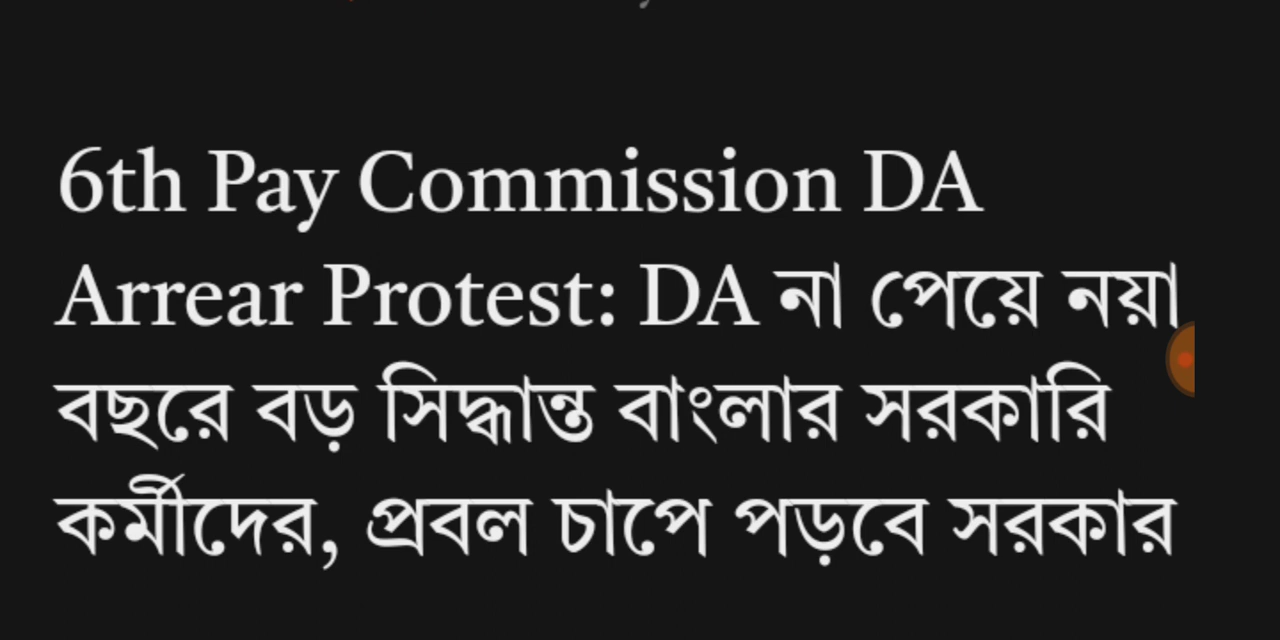 6th Pay Commission DA
Arrear Protest: DA না পেয়ে নয়া
বছরে বড় সিদ্ধান্ত বাংলার সরকারি
কর্মীদের, প্রবল চাপে পড়বে সরকার